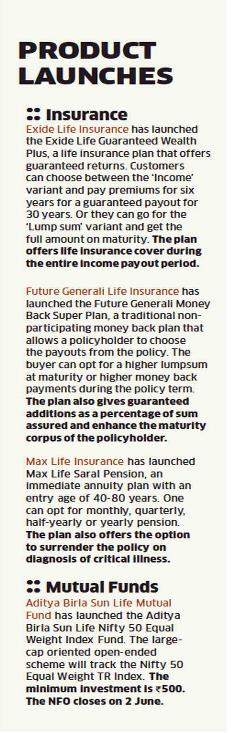 PRODUCT
LAUNCHES
:: Insurance
Exide Life Insurance has launched
the Exide Life Guaranteed Wealth
Plus, a life insurance plan that offers
guaranteed returns. Customers
can choose between the 'Income'
variant and pay premiums for six
years for a guaranteed payout for
30 years. Or they can go for the
'Lump sum' variant and get the
full amount on maturity. The plan
offers life insurance cover during
the entire income payout period.
Future Generali Life Insurance has
launched the Future Generali Money
Back Super Plan, a traditional non-
participating money back plan that
allows a policyholder to choose
the payouts from the policy. The
buyer can opt for a higher lumpsum
at maturity or higher money back
payments during the policy term.
The plan also gives guaranteed
additions as a percentage of sum
assured and enhance the maturity
corpus of the policyholder.
Max Life Insurance has launched
Max Life Saral Pension, an
immediate annuity plan with an
entry age of 40-80 years. One
can opt for monthly, quarterly,
half-yearly or yearly pension.
The plan also offers the option
to surrender the policy on
diagnosis of critical illness.
:: Mutual Funds
Aditya Birla Sun Life Mutual
Fund has launched the Aditya
Birla Sun Life Nifty 50 Equal
Weight Index Fund. The large-
cap oriented open-ended
scheme will track the Nifty 50
Equal Weight TR Index. The
minimum investment is ₹500.
The NFO closes on 2 June.